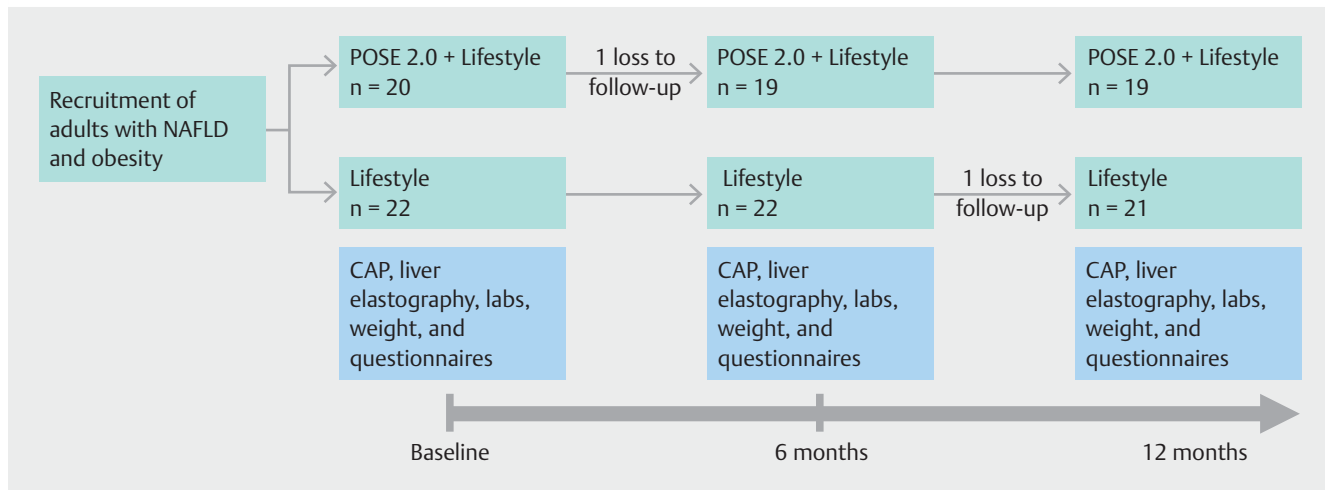 Recruitment of
adults with NAFLD
and obesity
POSE 2.0 + Lifestyle
n = 20
1 loss to
follow-up
POSE 2.0 + Lifestyle
n = 19
POSE 2.0 + Lifestyle
n = 19
Lifestyle
n = 22
Lifestyle
n = 22
1 loss to
follow-up
Lifestyle
n = 21
CAP, liver
elastography, labs,
weight, and
questionnaires
CAP, liver
elastography, labs,
weight, and
questionnaires
CAP, liver
elastography, labs,
weight, and
questionnaires
Baseline
6 months
12 months